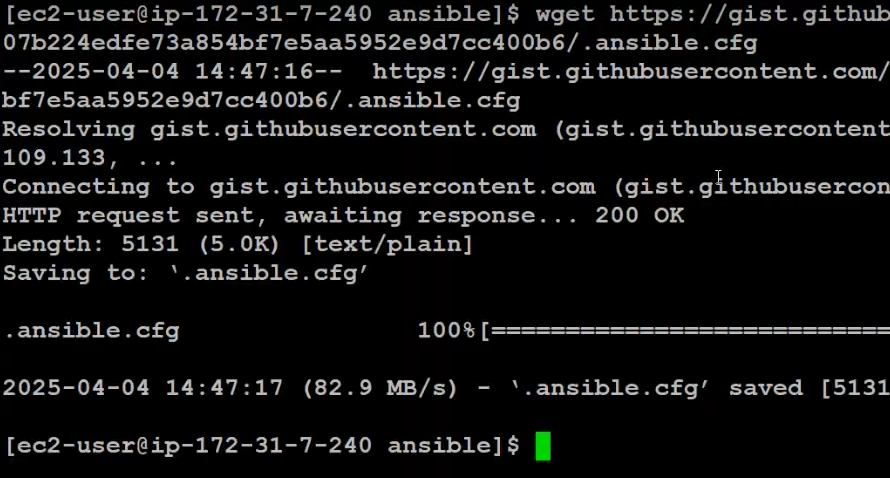 [ec2-user@ip-172-31-7-240 ansible]$ wget https://gist.github
07b224edfe73a854bf7e5aa5952e9d7cc400b6/.ansible.cfg
--2025-04-04 14:47:16--  https://gist.githubusercontent.com/
bf7e5aa5952e9d7cc400b6/.ansible.cfg
Resolving gist.githubusercontent.com (gist.githubusercontent
109.133, ...
Connecting to gist.githubusercontent.com (gist.githubusercon
HTTP request sent, awaiting response... 200 OK
Length: 5131 (5.0K) [text/plain]
Saving to: ‘.ansible.cfg’
.ansible.cfg                100%[===========================
2025-04-04 14:47:17 (82.9 MB/s) - ‘.ansible.cfg’ saved [5131
[ec2-user@ip-172-31-7-240 ansible]$